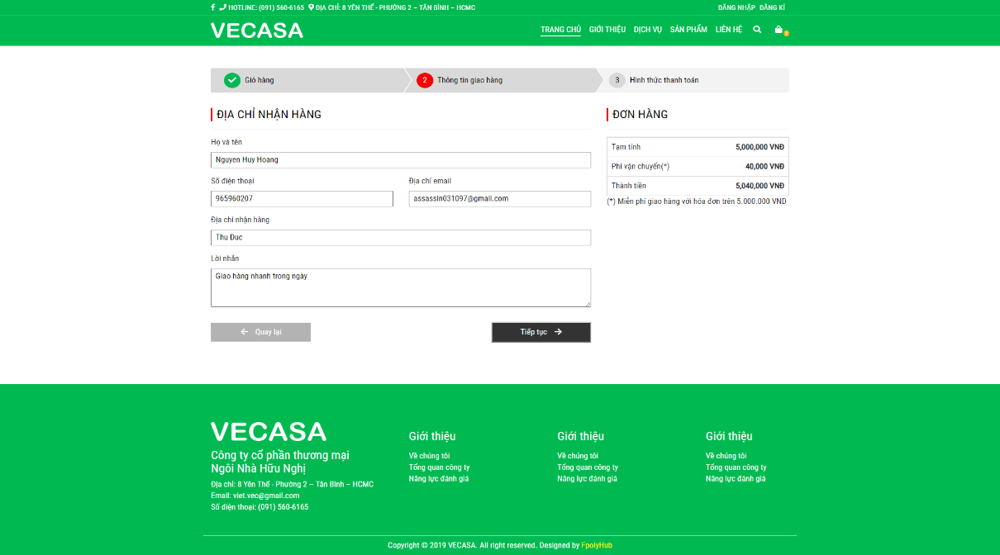 HOTLINE: (091) 560-6165 ĐỊA CHỈ: 8 YÊN THẾ - PHƯỜNG 2 – TÂN BÌNH – HCMC
ĐĂNG NHẬP ĐĂNG KÍ
VECASA
TRANG CHỦ GIỚI THIỆU DỊCH VỤ SẢN PHẨM LIÊN HỆ
Giỏ hàng
2 Thông tin giao hàng
3 Hình thức thanh toán
ĐỊA CHỈ NHẬN HÀNG
Họ và tên
Nguyen Huy Hoang
Số điện thoại
965960207
Địa chỉ email
assassin031097@gmail.com
Địa chỉ nhận hàng
Thu Duc
Lời nhắn
Giao hàng nhanh trong ngày
Quay lại
Tiếp tục
ĐƠN HÀNG
Tạm tính 5,000,000 VNĐ
Phí vận chuyển(*) 40,000 VNĐ
Thành tiền 5,040,000 VNĐ
(*) Miễn phí giao hàng với hóa đơn trên 5.000.000 VND
VECASA
Công ty cổ phần thương mại
Ngôi Nhà Hữu Nghị
Địa chỉ: 8 Yên Thế - Phường 2 – Tân Bình – HCMC
Email: viet.vec@gmail.com
Số điện thoại: (091) 560-6165
Giới thiệu
Về chúng tôi
Tổng quan công ty
Năng lực đánh giá
Giới thiệu
Về chúng tôi
Tổng quan công ty
Năng lực đánh giá
Giới thiệu
Về chúng tôi
Tổng quan công ty
Năng lực đánh giá
Copyright © 2019 VECASA. All right reserved. Designed by FpolyHub